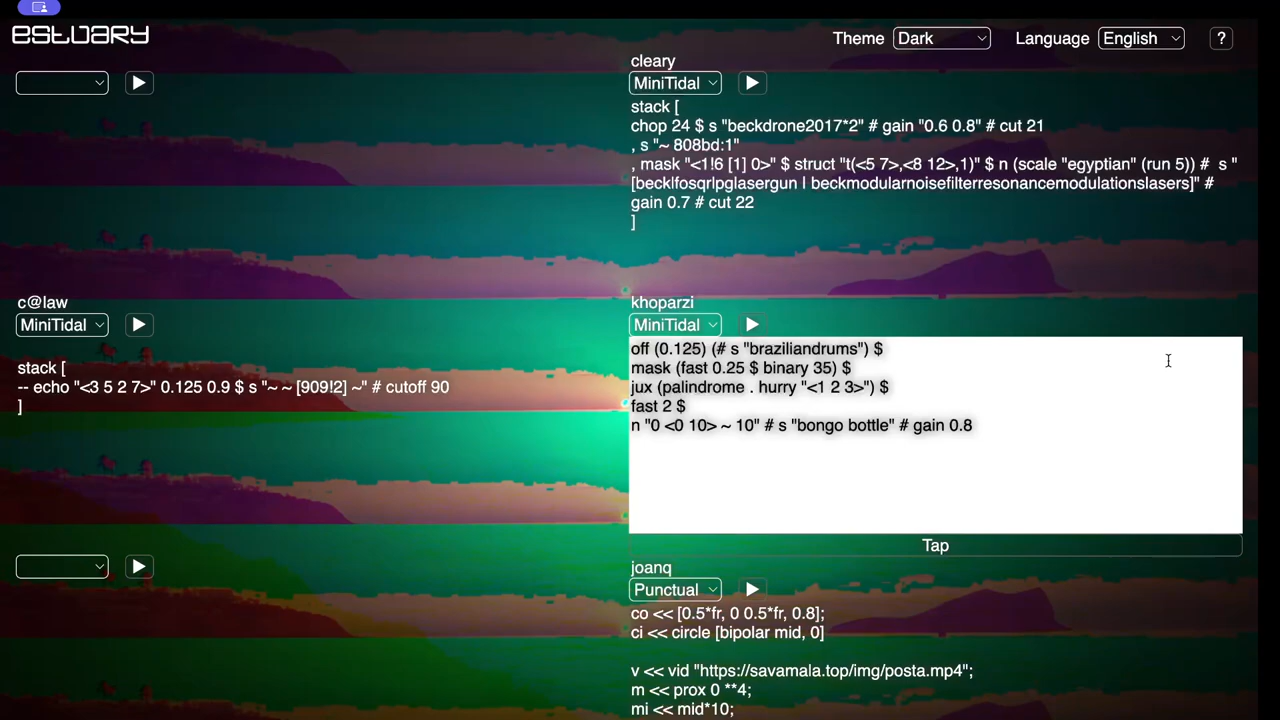 estuary
Theme Dark Language English ?
cleary
MiniTidal
stack [
chop 24 $ s "beckdrone2017*2" # gain "0.6 0.8" # cut 21
, s "~ 808bd:1"
, mask "<1!6 [1] 0>" $ struct "t(<5 7>,<8 12>,1)" $ n (scale "egyptian" (run 5)) # s "
[becklfosqrlpglasergun | beckmodularnoisefilterresonancemodulationslasers]" #
gain 0.7 # cut 22
]
c@law
MiniTidal
stack [
-- echo "<3 5 2 7>" 0.125 0.9 $ s "~ ~ [909!2] ~" # cutoff 90
]
khoparzi
MiniTidal
off (0.125) (# s "braziliandrums") $
mask (fast 0.25 $ binary 35) $
jux (palindrome . hurry "<1 2 3>") $
fast 2 $
n "0 <0 10> ~ 10" # s "bongo bottle" # gain 0.8
Tap
joanq
Punctual
co << [0.5*fr, 0 0.5*fr, 0.8];
ci << circle [bipolar mid, 0]
v << vid "https://savamala.top/img/posta.mp4";
m << prox 0 **4;
mi << mid*10;